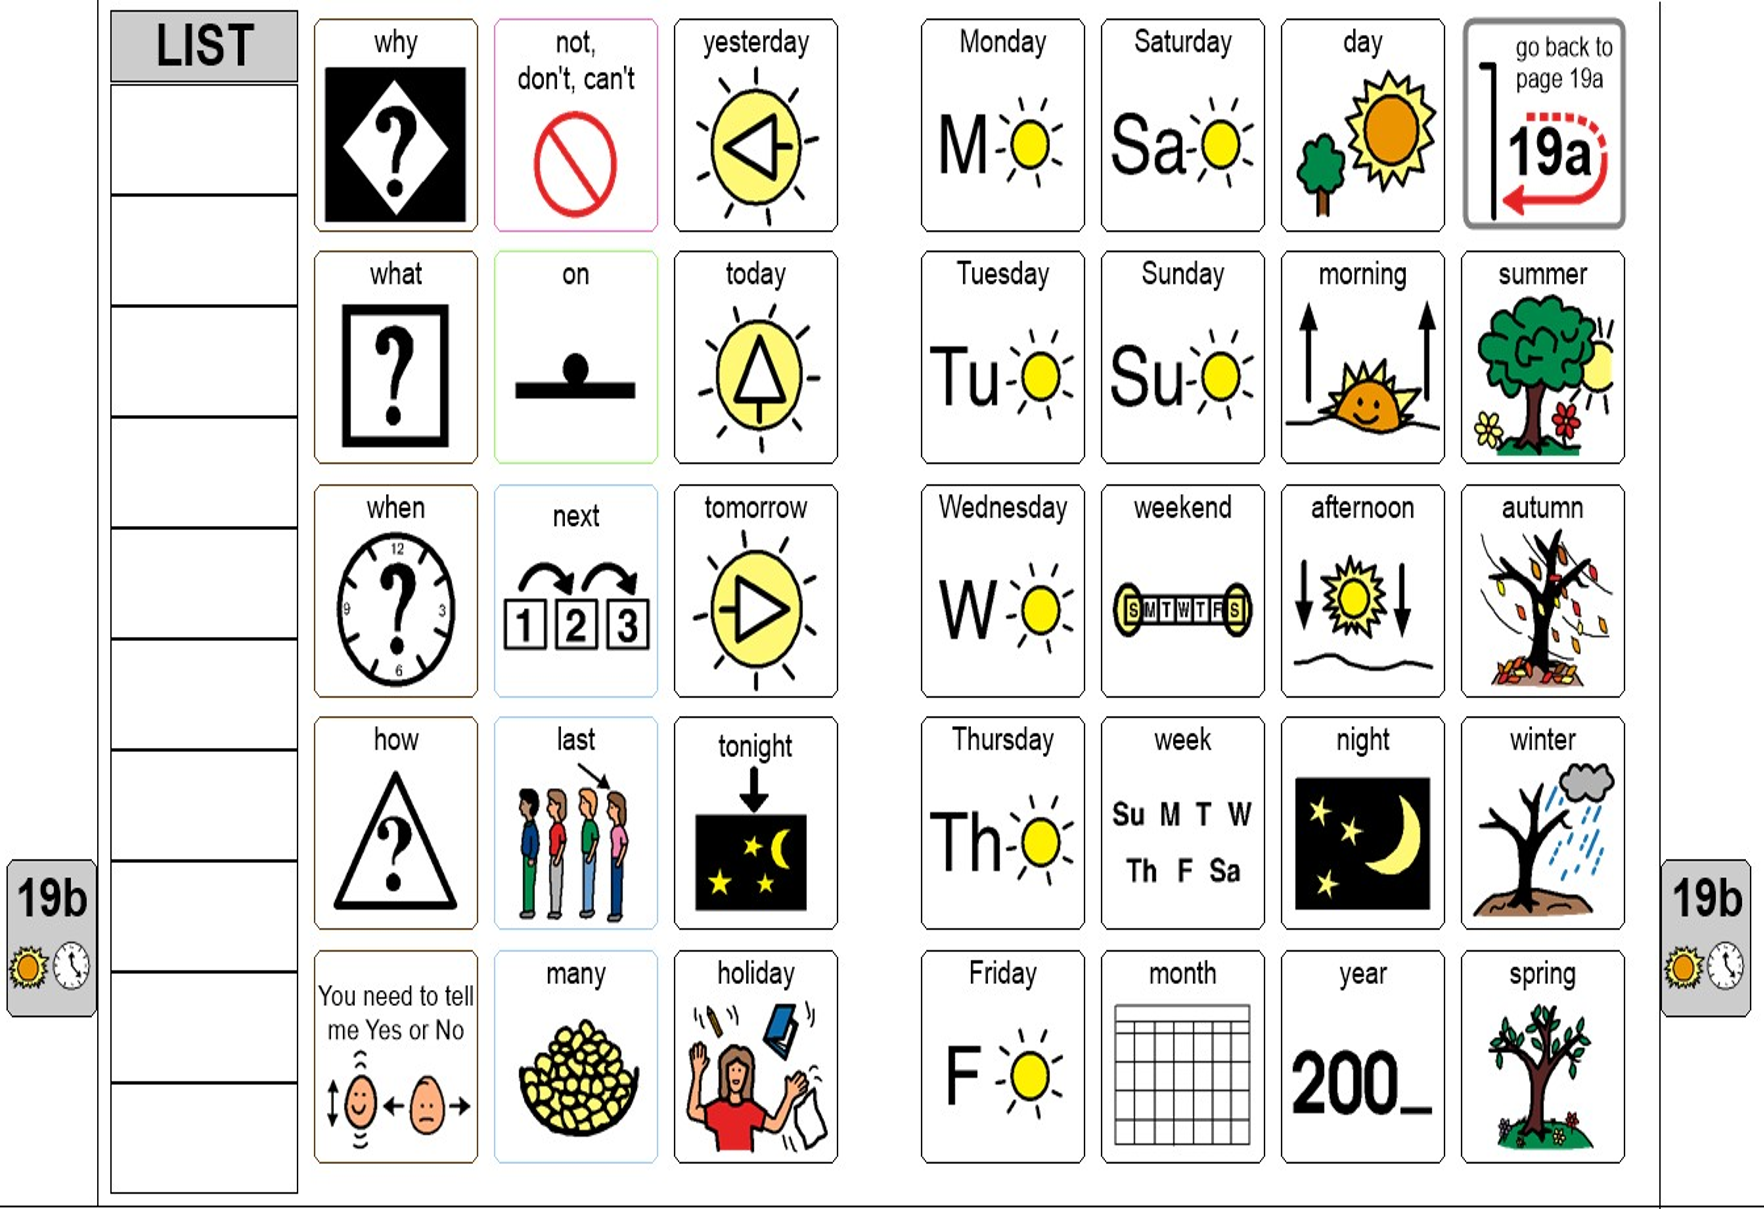 LIST
why
not,
don't, can't
yesterday
Monday
M
Saturday
Sa
day
go back to
page 19a
19a
what
on
today
Tuesday
Tu
Sunday
Su
morning
summer
when
12
9
3
6
next
1 2 3
tomorrow
Wednesday
W
weekend
S M T W T F S
afternoon
autumn
how
last
tonight
Thursday
Th
week
Su M T W
Th F Sa
night
winter
You need to tell
me Yes or No
many
holiday
Friday
F
month
year
200_
spring
19b
19b